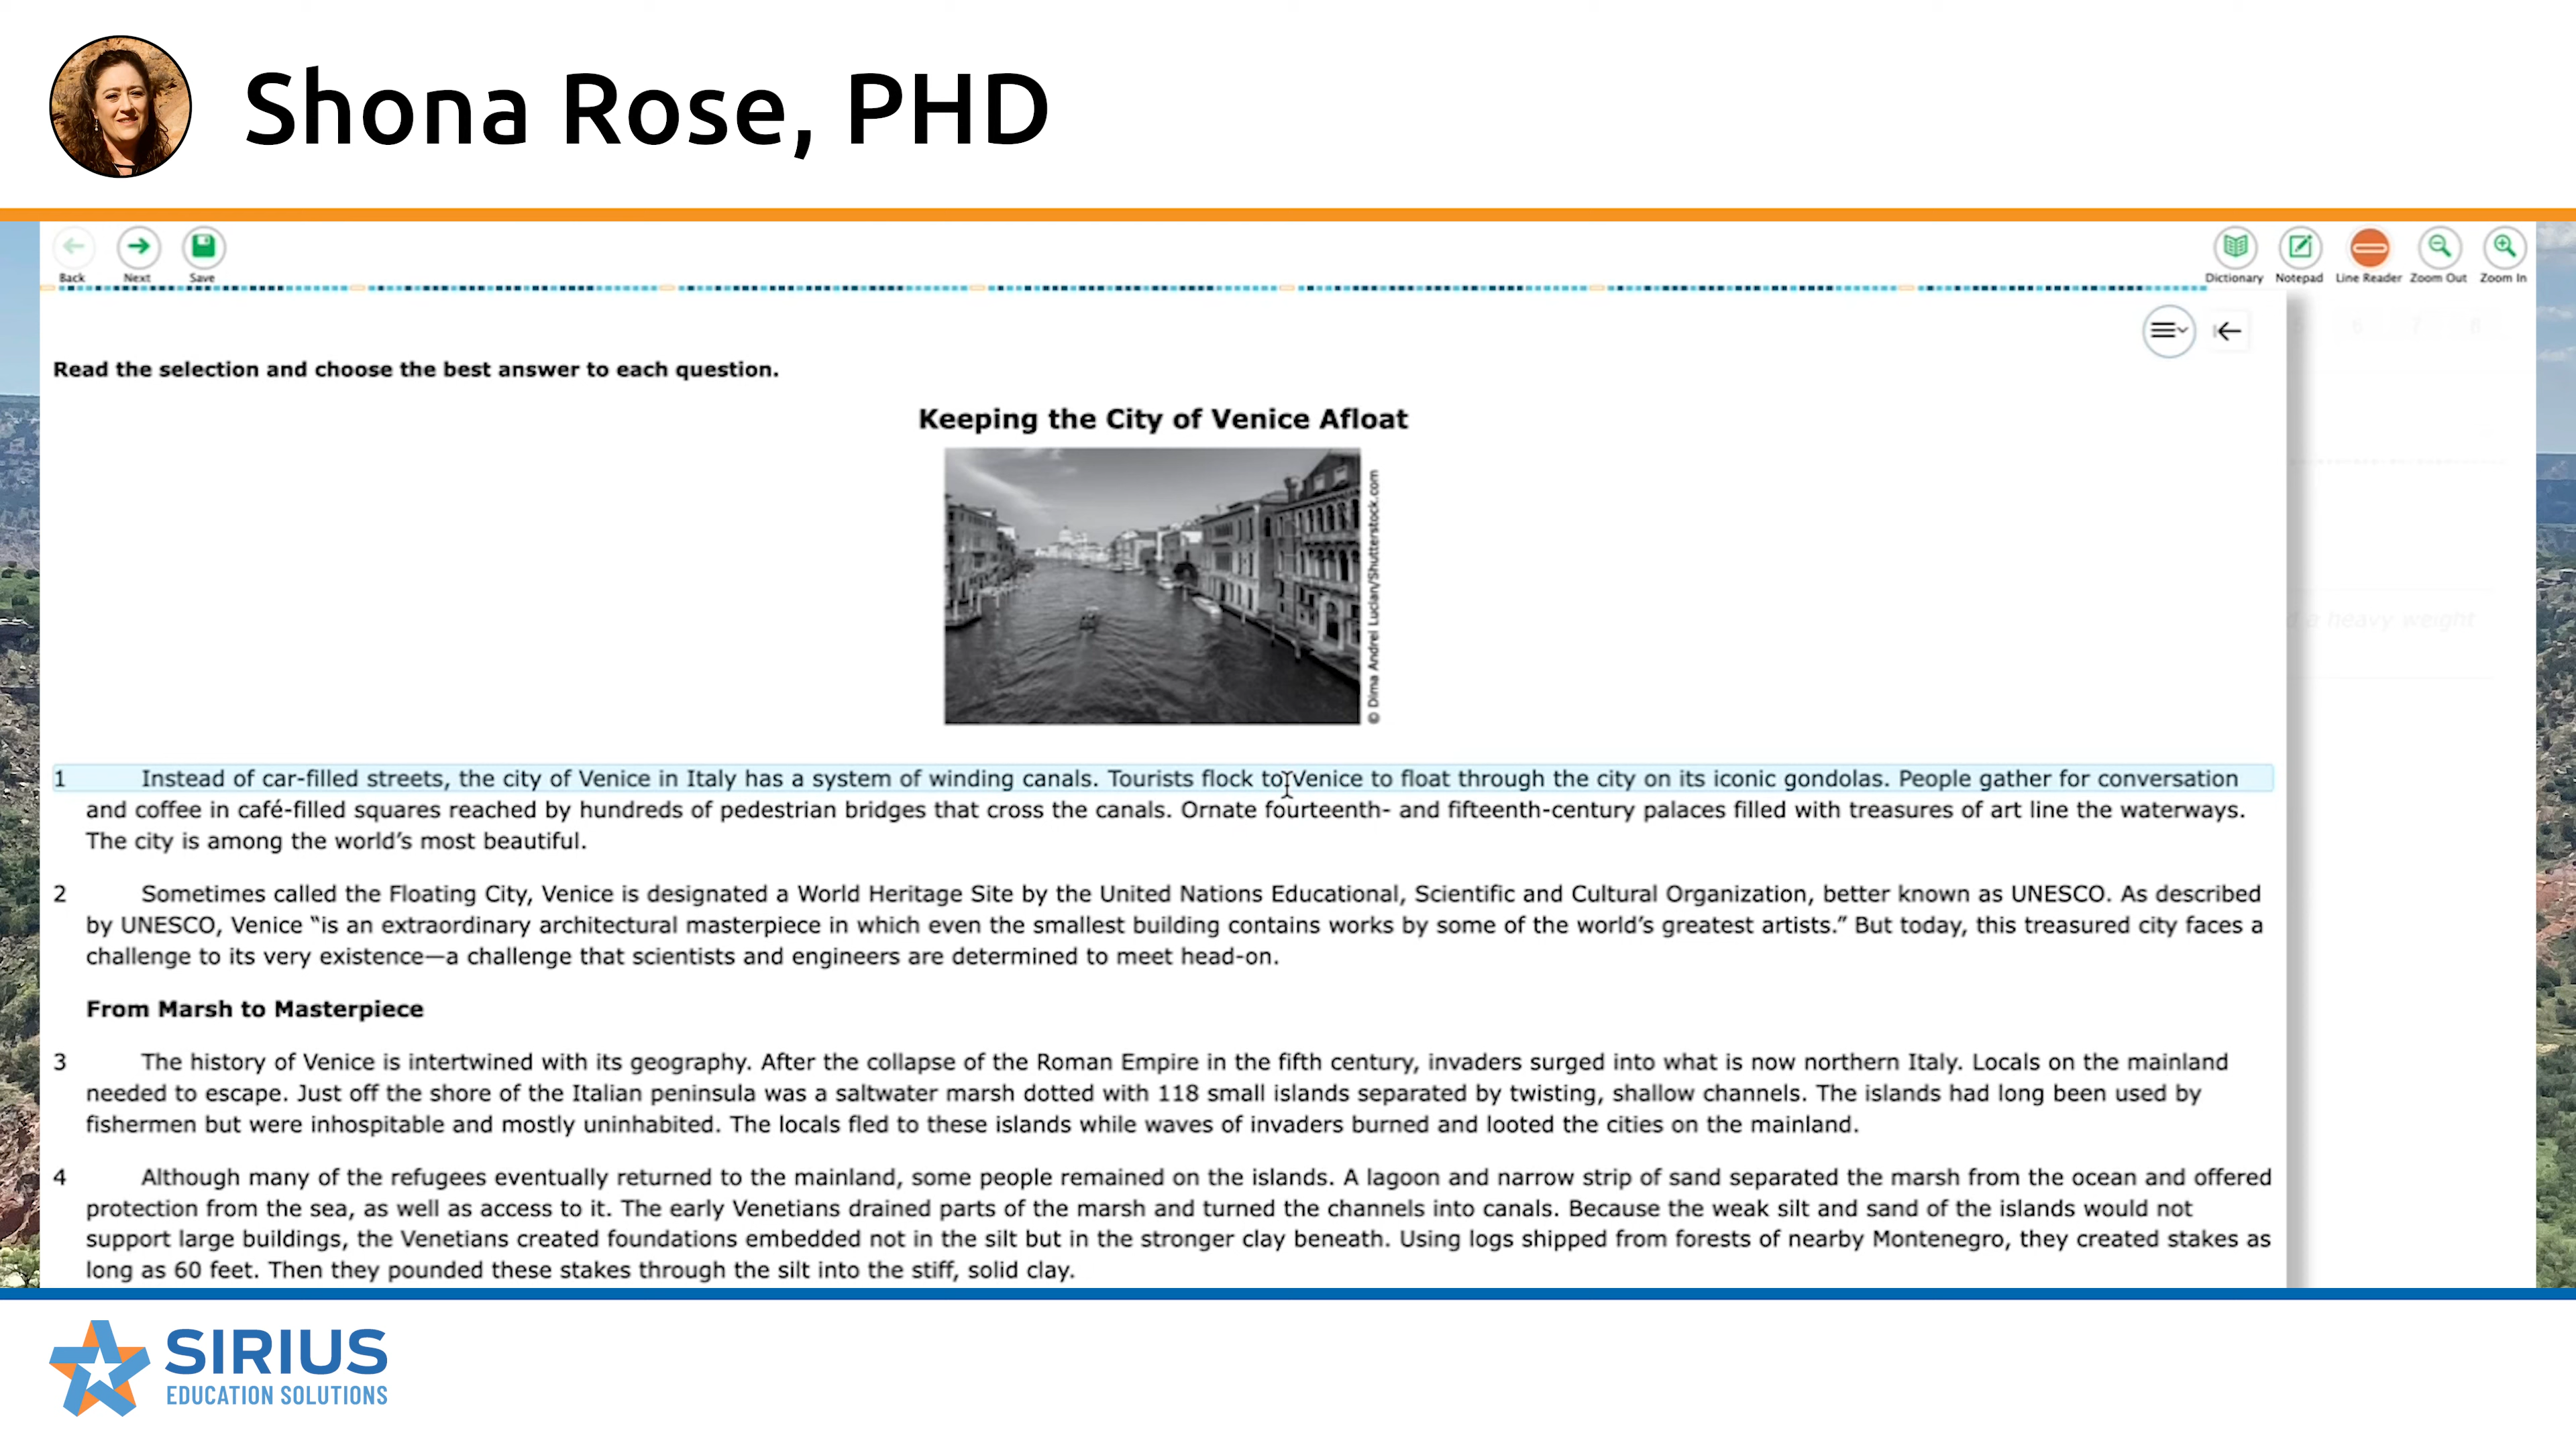 Shona Rose, PHD
Back
Next
Save
Dictionary
Notepad
Line Reader
Zoom Out
Zoom In
6 7 8
Read the selection and choose the best answer to each question.
Keeping the City of Venice Afloat
© Dima Andrei Lucian/Shutterstock.com
a heavy weight
1 Instead of car-filled streets, the city of Venice in Italy has a system of winding canals. Tourists flock to Venice to float through the city on its iconic gondolas. People gather for conversation
and coffee in café-filled squares reached by hundreds of pedestrian bridges that cross the canals. Ornate fourteenth- and fifteenth-century palaces filled with treasures of art line the waterways.
The city is among the world’s most beautiful.
2 Sometimes called the Floating City, Venice is designated a World Heritage Site by the United Nations Educational, Scientific and Cultural Organization, better known as UNESCO. As described
by UNESCO, Venice “is an extraordinary architectural masterpiece in which even the smallest building contains works by some of the world’s greatest artists.” But today, this treasured city faces a
challenge to its very existence—a challenge that scientists and engineers are determined to meet head-on.
From Marsh to Masterpiece
3 The history of Venice is intertwined with its geography. After the collapse of the Roman Empire in the fifth century, invaders surged into what is now northern Italy. Locals on the mainland
needed to escape. Just off the shore of the Italian peninsula was a saltwater marsh dotted with 118 small islands separated by twisting, shallow channels. The islands had long been used by
fishermen but were inhospitable and mostly uninhabited. The locals fled to these islands while waves of invaders burned and looted the cities on the mainland.
4 Although many of the refugees eventually returned to the mainland, some people remained on the islands. A lagoon and narrow strip of sand separated the marsh from the ocean and offered
protection from the sea, as well as access to it. The early Venetians drained parts of the marsh and turned the channels into canals. Because the weak silt and sand of the islands would not
support large buildings, the Venetians created foundations embedded not in the silt but in the stronger clay beneath. Using logs shipped from forests of nearby Montenegro, they created stakes as
long as 60 feet. Then they pounded these stakes through the silt into the stiff, solid clay.
SIRIUS
EDUCATION SOLUTIONS